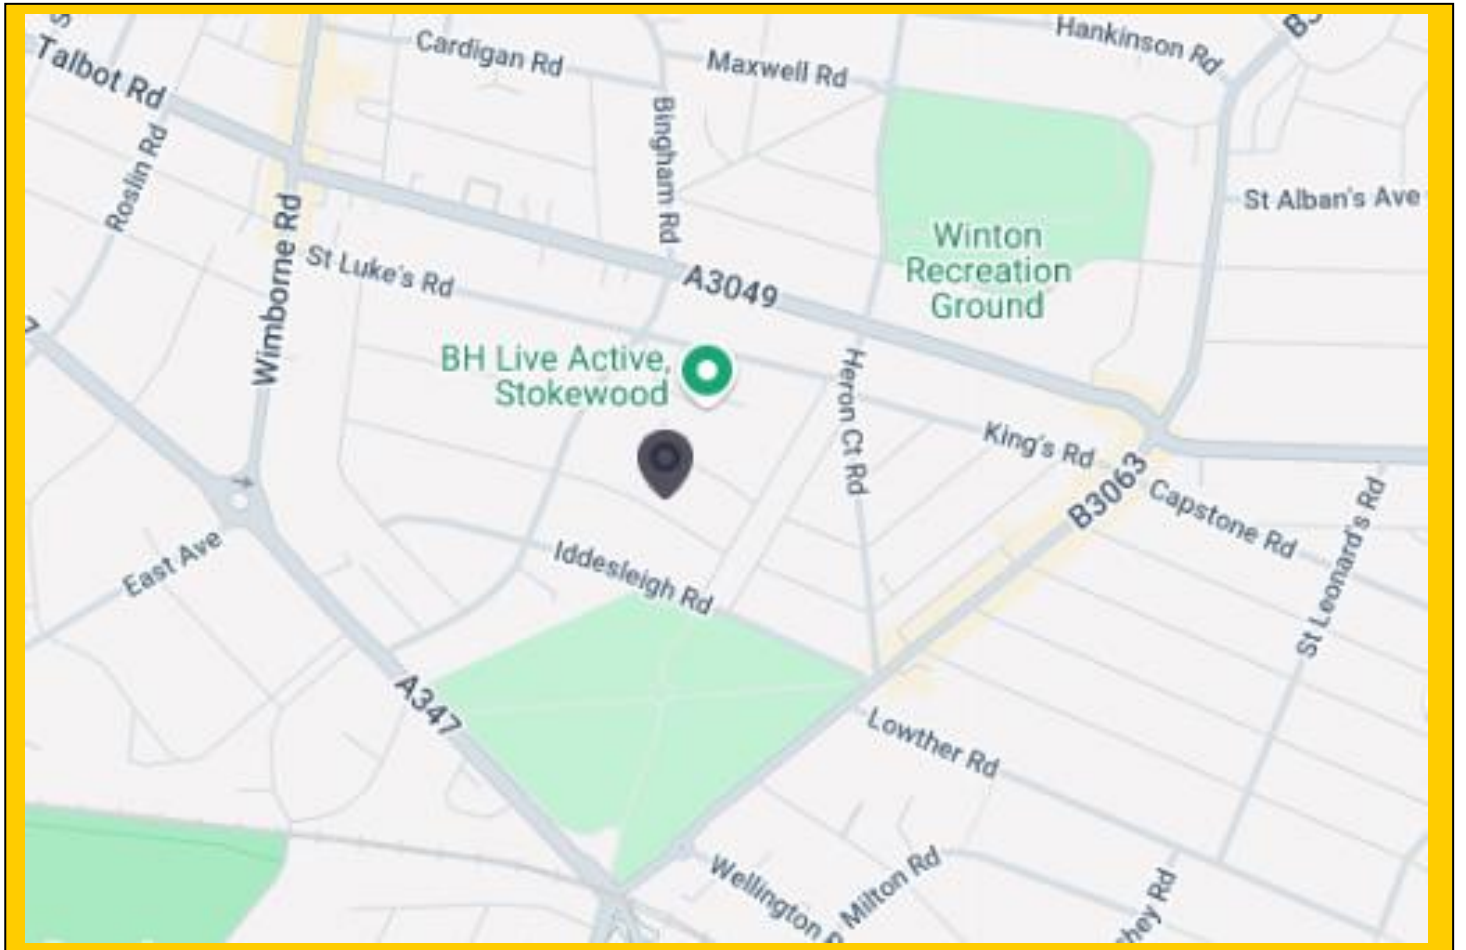 Hankinson Rd
Cardigan Rd
Maxwell Rd
Talbot Rd
Bingham Rd
Roslin Rd
St Alban's Ave
Wimborne Rd
St Luke's Rd
Winton
Recreation
Ground
A3049
BH Live Active,
Stokewood
Heron Ct Rd
King's Rd
B3063
Capstone Rd
St Leonard's Rd
East Ave
Iddesleigh Rd
A347
Lowther Rd
Wellington
Milton Rd